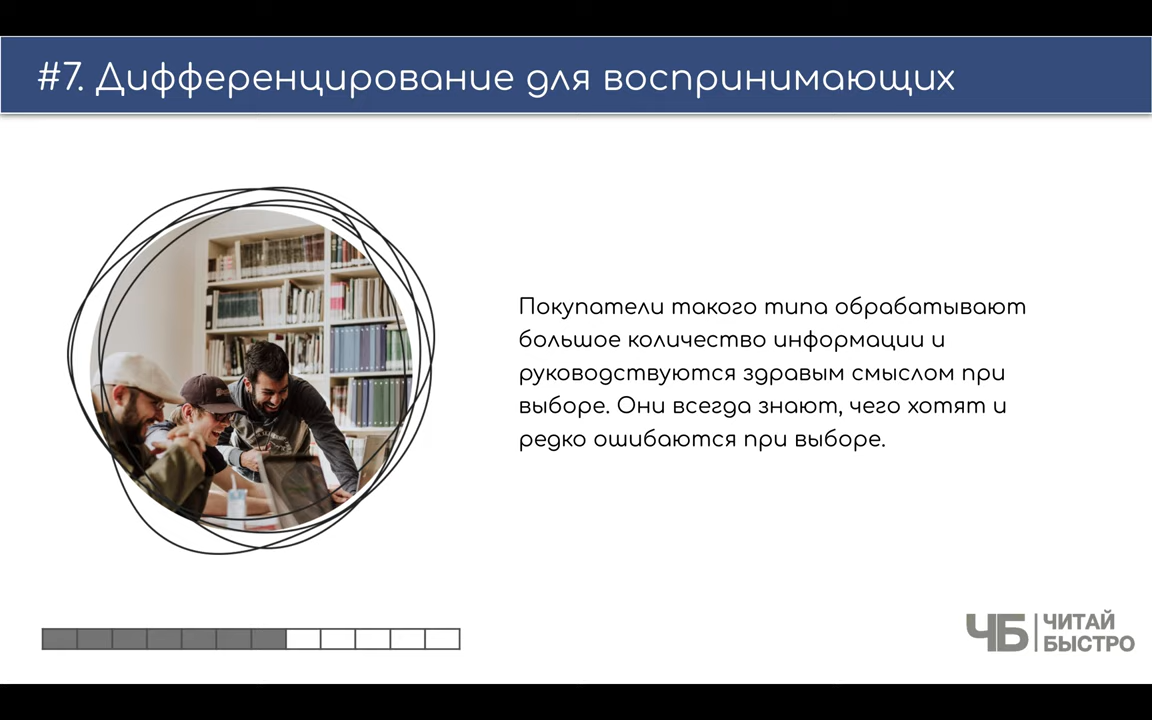 #7. Дифференцирование для воспринимающих
Покупатели такого типа обрабатывают
большое количество информации и
руководствуются здравым смыслом при
выборе. Они всегда знают, чего хотят и
редко ошибаются при выборе.
ЧБ
ЧИТАЙ
БЫСТРО